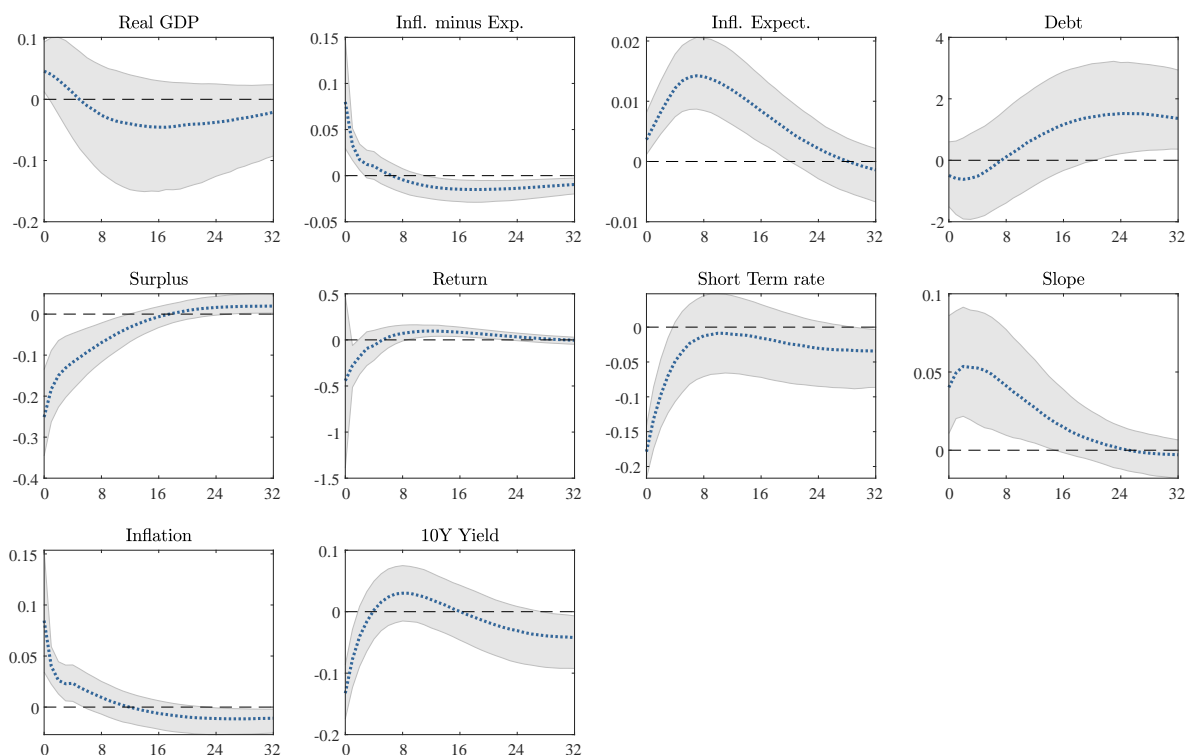 Real GDP
0.1
0
-0.1
-0.2
0 8 16 24 32
Infl. minus Exp.
0.15
0.1
0.05
0
-0.05
0 8 16 24 32
Infl. Expect.
0.02
0.01
0
-0.01
0 8 16 24 32
Debt
4
2
0
-2
0 8 16 24 32
Surplus
0
-0.1
-0.2
-0.3
-0.4
0 8 16 24 32
Return
0.5
0
-0.5
-1
-1.5
0 8 16 24 32
Short Term rate
0
-0.05
-0.1
-0.15
-0.2
0 8 16 24 32
Slope
0.1
0.05
0
0 8 16 24 32
Inflation
0.15
0.1
0.05
0
0 8 16 24 32
10Y Yield
0.1
0
-0.1
-0.2
0 8 16 24 32